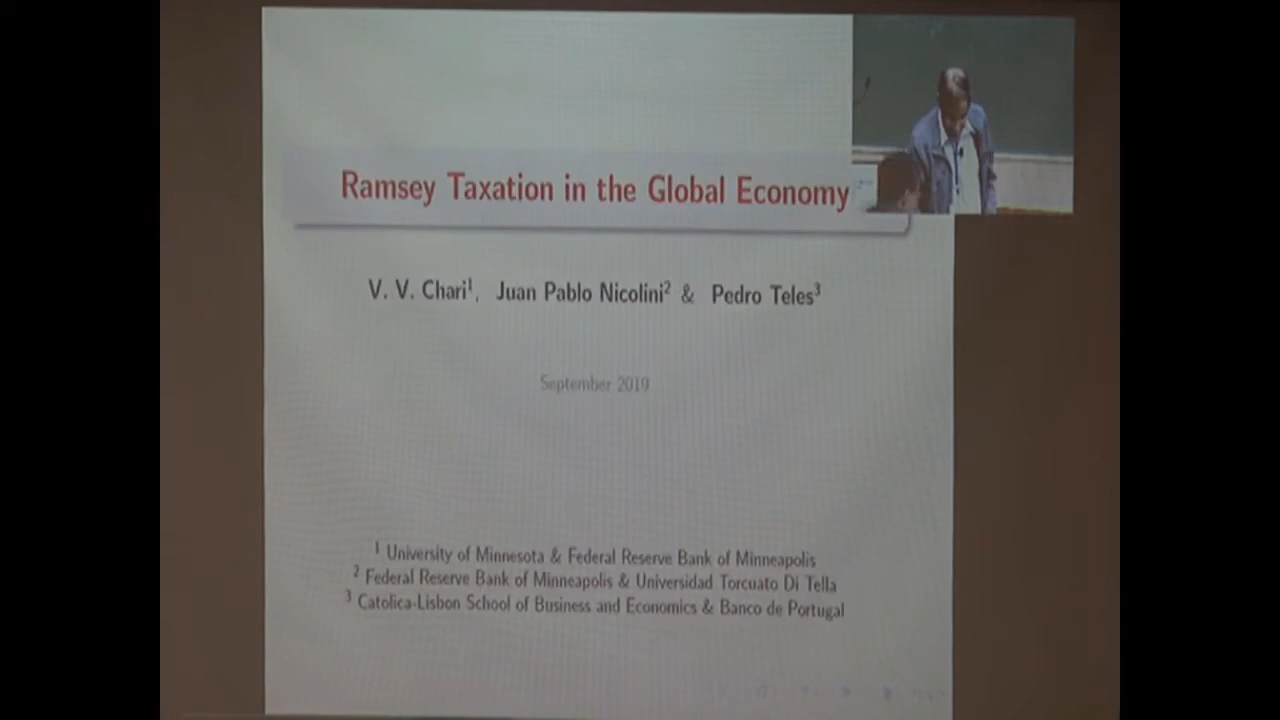 Ramsey Taxation in the Global Economy
V. V. Chari¹, Juan Pablo Nicolini² & Pedro Teles³
September 2019
¹ University of Minnesota & Federal Reserve Bank of Minneapolis
² Federal Reserve Bank of Minneapolis & Universidad Torcuato Di Tella
³ Catolica-Lisbon School of Business and Economics & Banco de Portugal